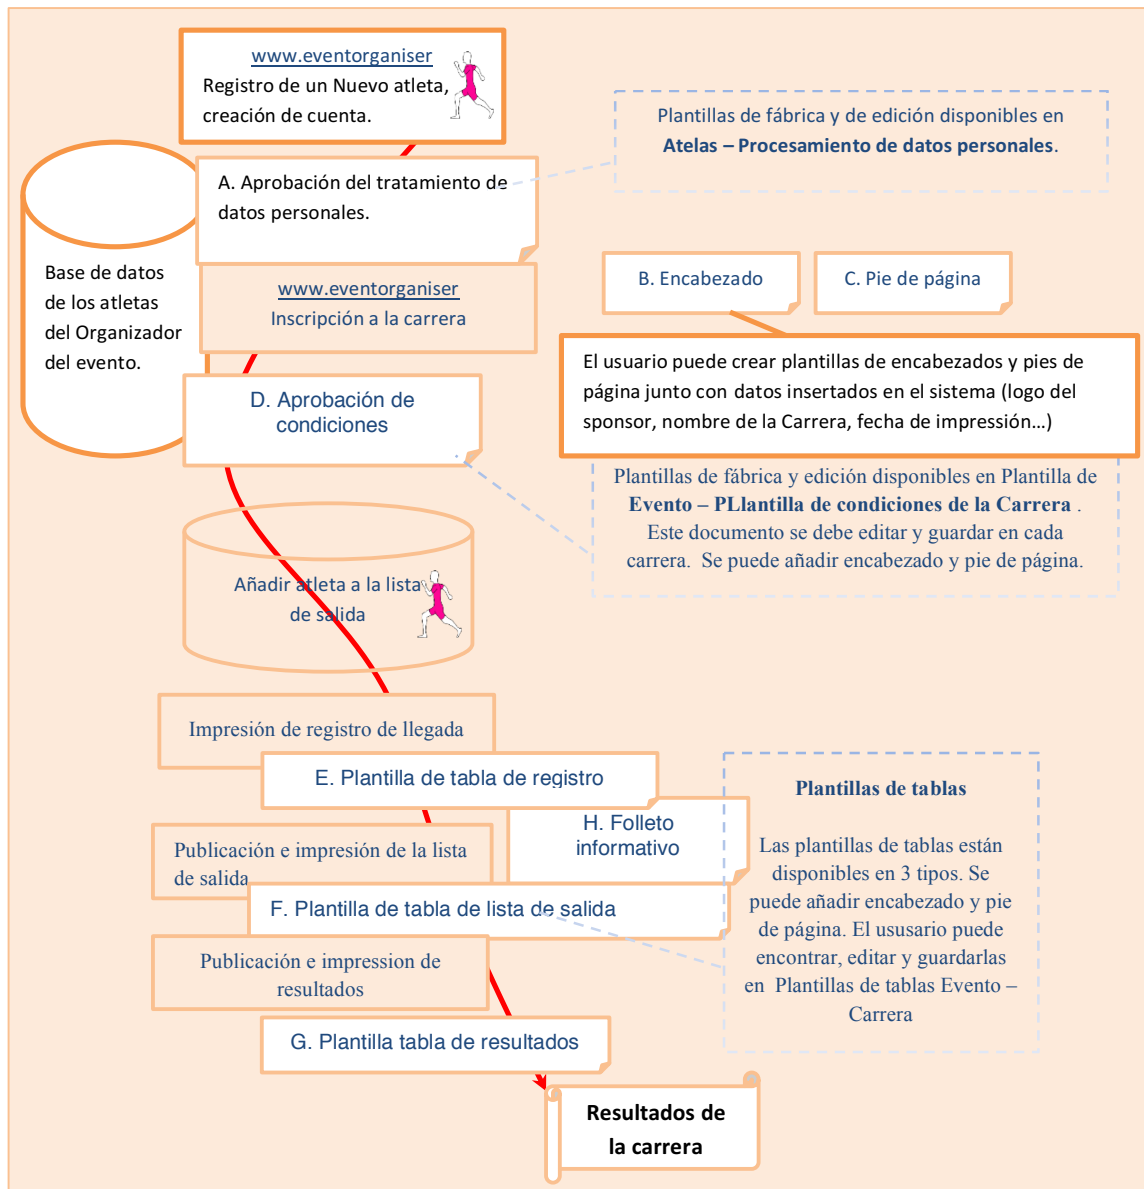 www.eventorganiser
Registro de un Nuevo atleta,
creación de cuenta.
Plantillas de fábrica y de edición disponibles en
Atelas – Procesamiento de datos personales.
A. Aprobación del tratamiento de
datos personales.
Base de datos
de los atletas
del Organizador
del evento.
www.eventorganiser
Inscripción a la carrera
B. Encabezado
C. Pie de página
El usuario puede crear plantillas de encabezados y pies de
página junto con datos insertados en el sistema (logo del
sponsor, nombre de la Carrera, fecha de impresión…)
D. Aprobación de
condiciones
.
Plantillas de fábrica y edición disponibles en Plantilla de
Evento – PLlantilla de condiciones de la Carrera .
Este documento se debe editar y guardar en cada
carrera. Se puede añadir encabezado y pie de página.
Añadir atleta a la lista
de salida
Impresión de registro de llegada
E. Plantilla de tabla de registro
H. Folleto
informativo
Publicación e impresión de la lista
de salida
F. Plantilla de tabla de lista de salida
Publicación e impression de
resultados
G. Plantilla tabla de resultados
Plantillas de tablas
Las plantillas de tablas están
disponibles en 3 tipos. Se
puede añadir encabezado y pie
de página. El ususario puede
encontrar, editar y guardarlas
en Plantillas de tablas Evento –
Carrera
Resultados de
la carrera